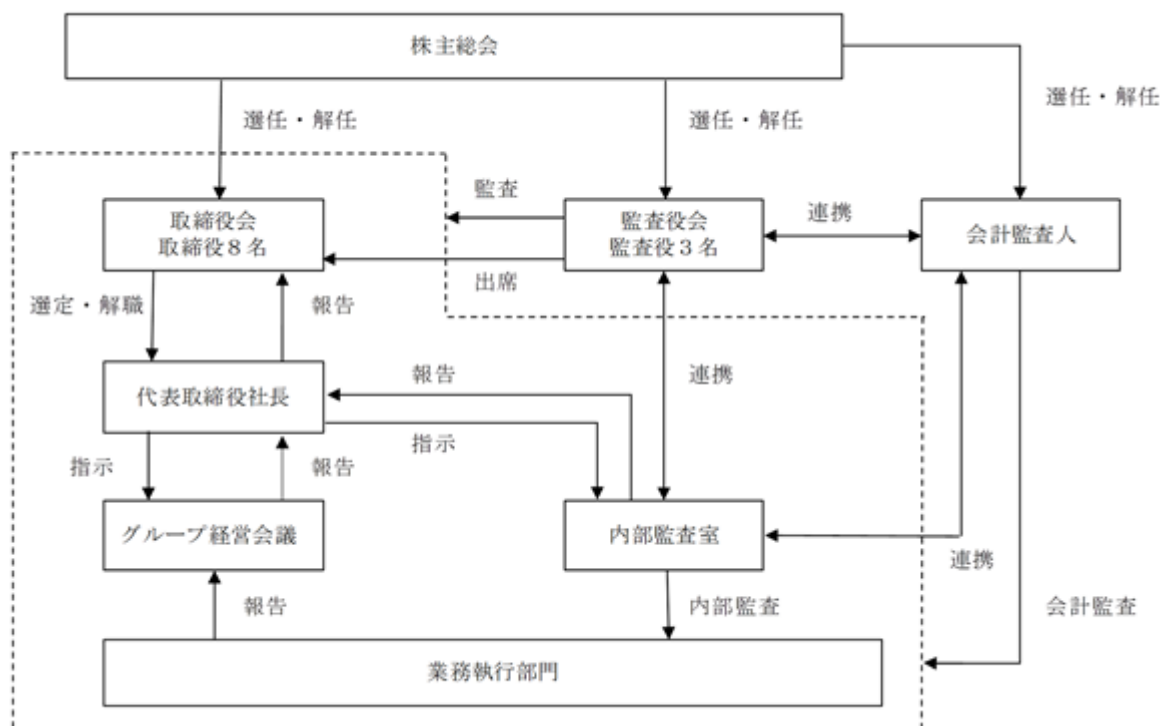 株主総会
選任・解任
選任・解任
選任・解任
監査
取締役会
取締役８名
監査役会
監査役３名
連携
会計監査人
出席
選定・解職
報告
代表取締役社長
報告
連携
指示
指示
報告
グループ経営会議
内部監査室
連携
報告
内部監査
会計監査
業務執行部門